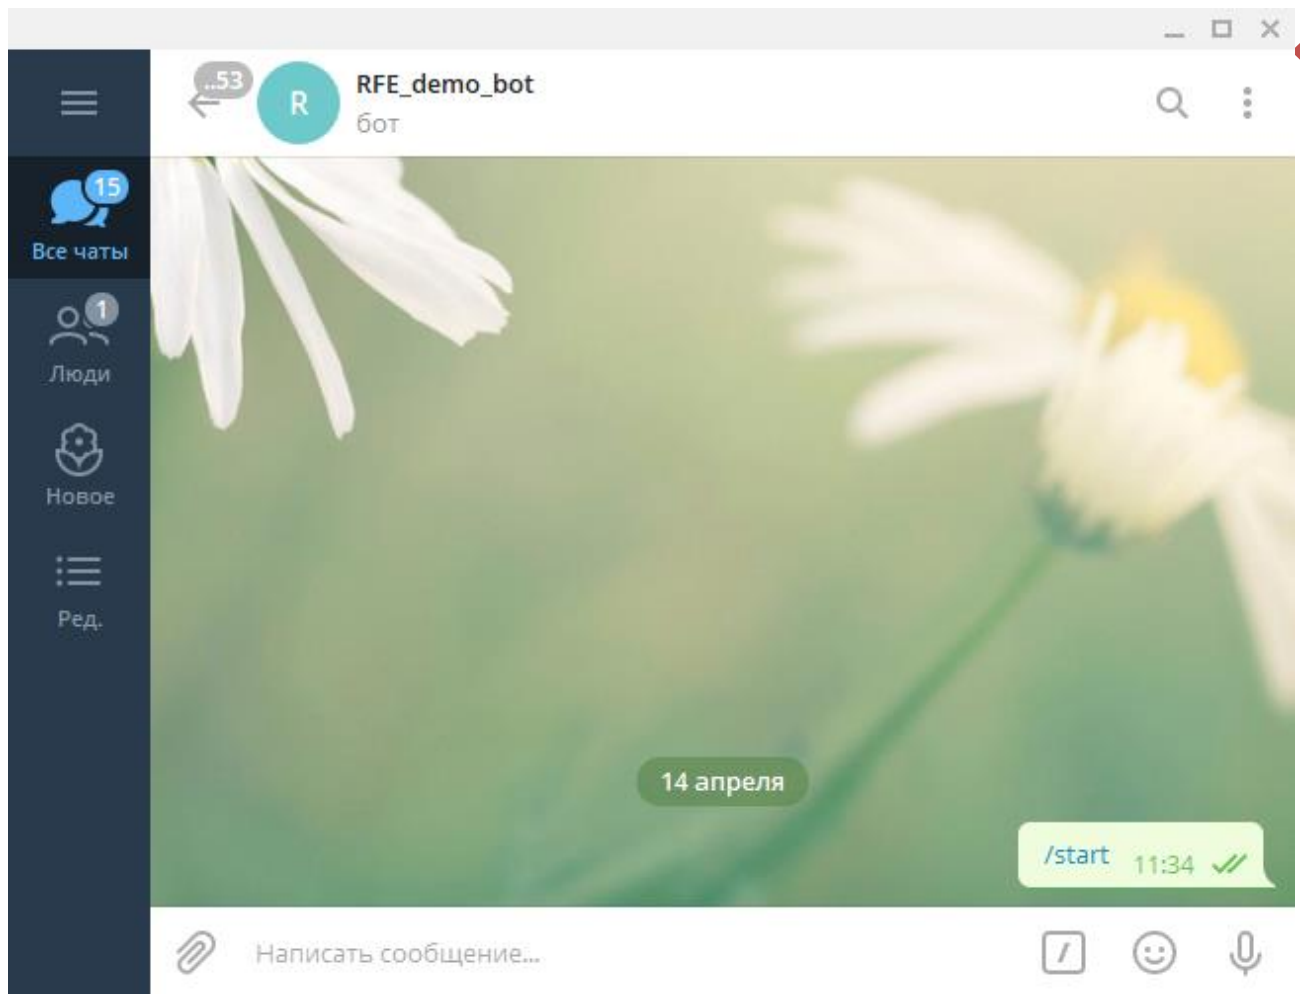 ..53
R
RFE_demo_bot
бот
15
Все чаты
1
Люди
Новое
Ред.
14 апреля
/start 11:34
Написать сообщение...